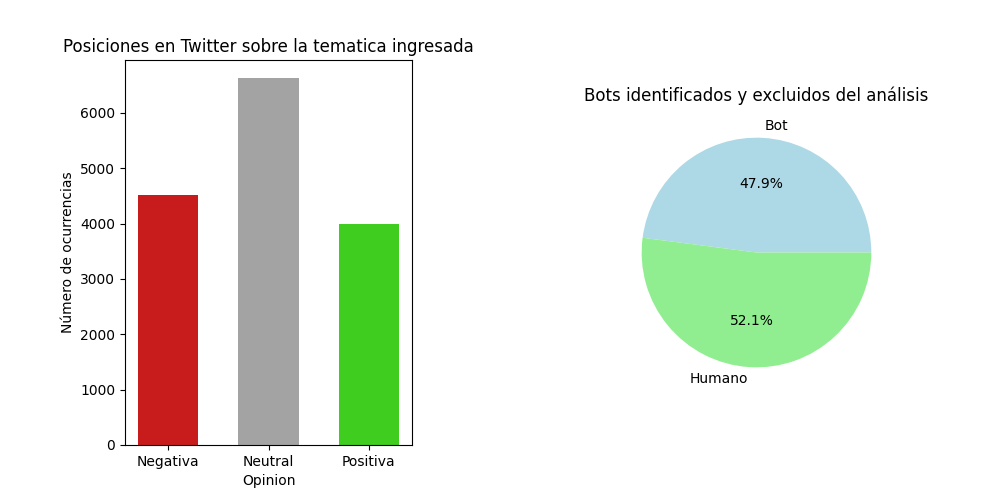 Posiciones en Twitter sobre la tematica ingresada
Número de ocurrencias
6000
5000
4000
3000
2000
1000
0
Negativa
Neutral
Positiva
Opinion
Bots identificados y excluidos del análisis
Bot
47.9%
52.1%
Humano